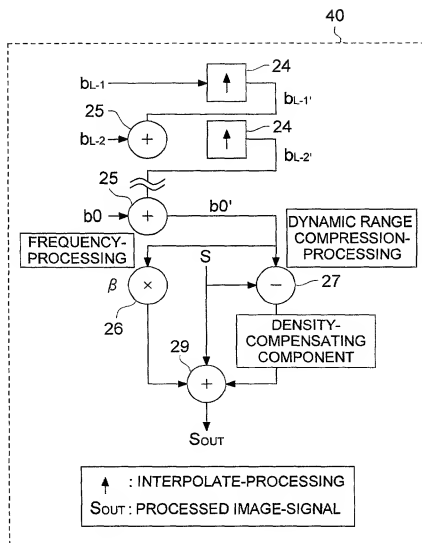 40
24
bL-1
bL-1'
25
24
bL-2
bL-2'
25
b0
b0'
FREQUENCY-
PROCESSING
DYNAMIC RANGE
COMPRESSION-
PROCESSING
S
β
×
−
26
27
DENSITY-
COMPENSATING
COMPONENT
29
+
SOUT
↑ : INTERPOLATE-PROCESSING
SOUT : PROCESSED IMAGE-SIGNAL